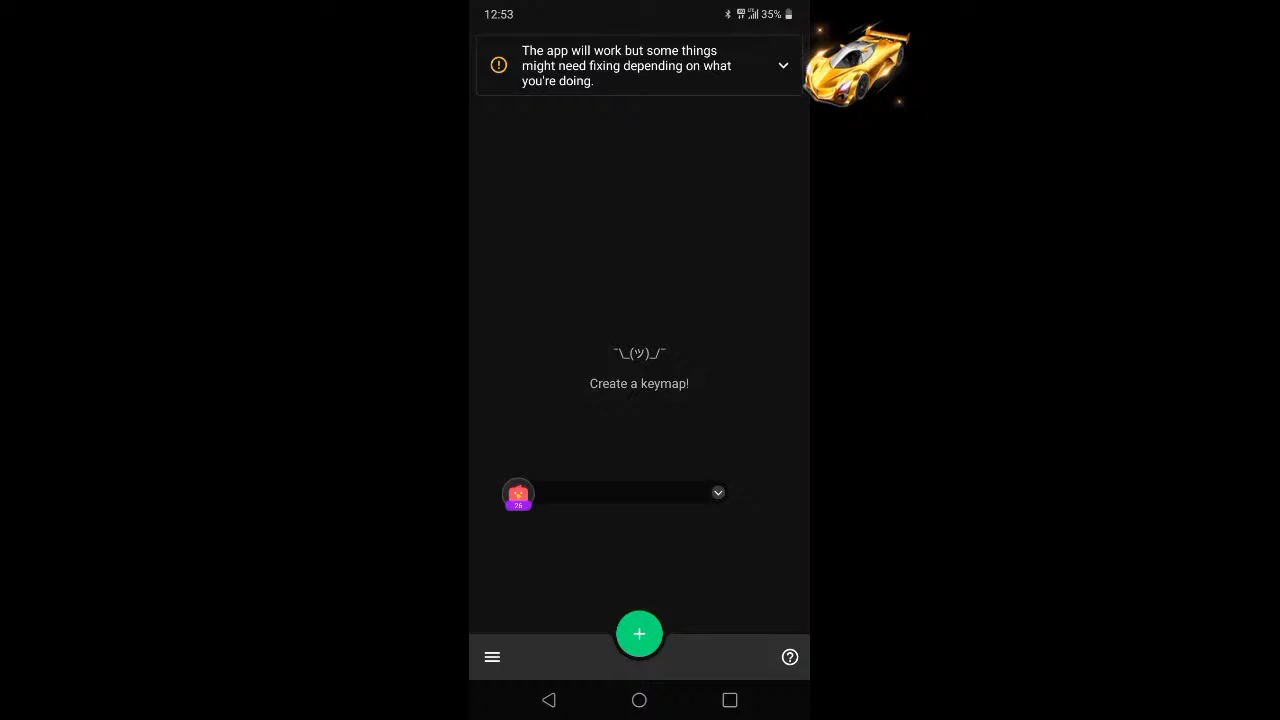 12:53
35%
The app will work but some things
might need fixing depending on what
you're doing.
¯\_(ツ)_/¯
Create a keymap!
26